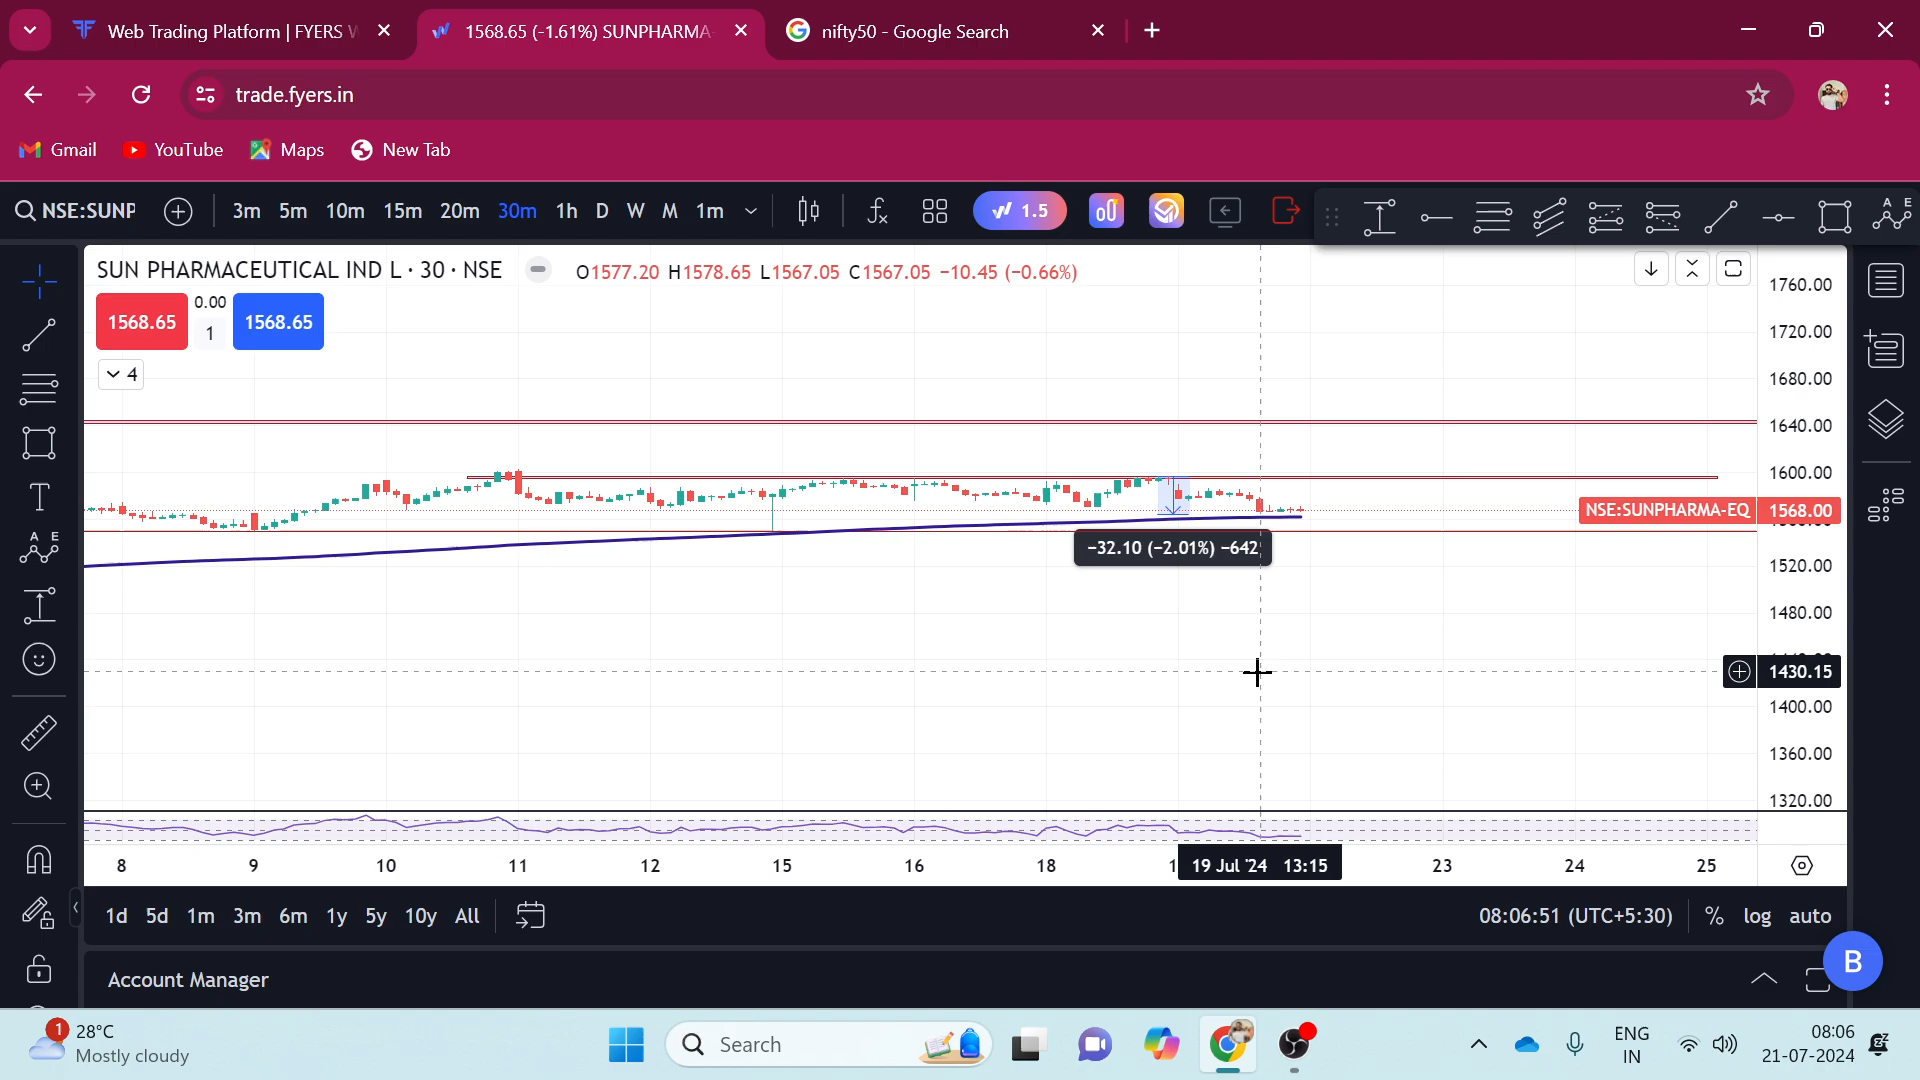 Web Trading Platform | FYERS W
1568.65 (-1.61%) SUNPHARMA-
nifty50 - Google Search
trade.fyers.in
Gmail
YouTube
Maps
New Tab
NSE:SUNP
3m 5m 10m 15m 20m 30m 1h D W M 1m
1.5
A E
SUN PHARMACEUTICAL IND L · 30 · NSE
O1577.20 H1578.65 L1567.05 C1567.05 −10.45 (−0.66%)
1568.65
0.00
1
1568.65
4
1760.00
1720.00
1680.00
1640.00
1600.00
NSE:SUNPHARMA-EQ 1568.00
1520.00
1480.00
1430.15
1400.00
1360.00
1320.00
−32.10 (−2.01%) −642
T
A E
8 9 10 11 12 15 16 18 1 19 Jul '24 13:15 23 24 25
1d 5d 1m 3m 6m 1y 5y 10y All
08:06:51 (UTC+5:30)
% log auto
Account Manager
B
1
28°C
Mostly cloudy
Search
ENG
IN
08:06
21-07-2024